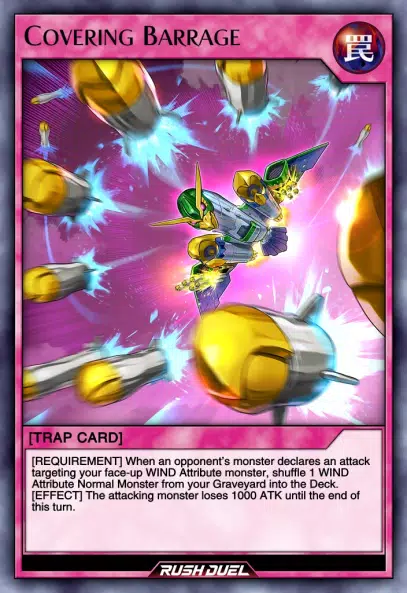 Covering Barrage
罠
[TRAP CARD]
[REQUIREMENT] When an opponent's monster declares an attack
targeting your face-up WIND Attribute monster, shuffle 1 WIND
Attribute Normal Monster from your Graveyard into the Deck.
[EFFECT] The attacking monster loses 1000 ATK until the end of
this turn.
RUSH DUEL